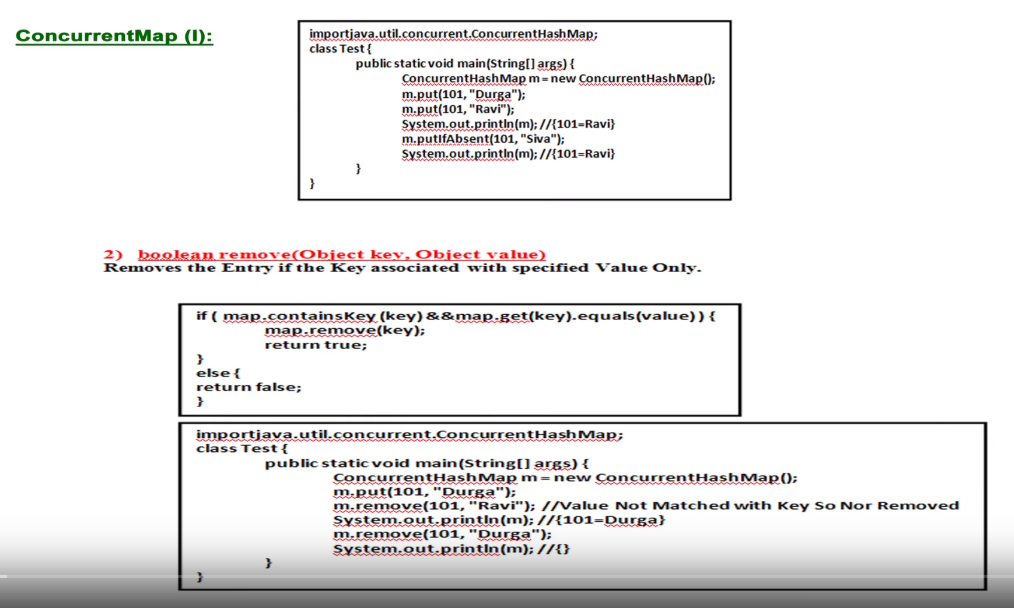 ConcurrentMap (I):
importjava.util.concurrent.ConcurrentHashMap;
class Test {
public static void main(String[] args) {
ConcurrentHashMap m = new ConcurrentHashMap();
m.put(101, "Durga");
m.put(101, "Ravi");
System.out.println(m); //{101=Ravi}
m.putIfAbsent(101, "Siva");
System.out.println(m); //{101=Ravi}
}
}
2) boolean remove(Object key, Object value)
Removes the Entry if the Key associated with specified Value Only.
if ( map.containsKey (key) &&map.get(key).equals(value) ) {
map.remove(key);
return true;
}
else {
return false;
}
importjava.util.concurrent.ConcurrentHashMap;
class Test {
public static void main(String[] args) {
ConcurrentHashMap m = new ConcurrentHashMap();
m.put(101, "Durga");
m.remove(101, "Ravi"); //Value Not Matched with Key So Nor Removed
System.out.println(m); //{101=Durga}
m.remove(101, "Durga");
System.out.println(m); //{}
}
}